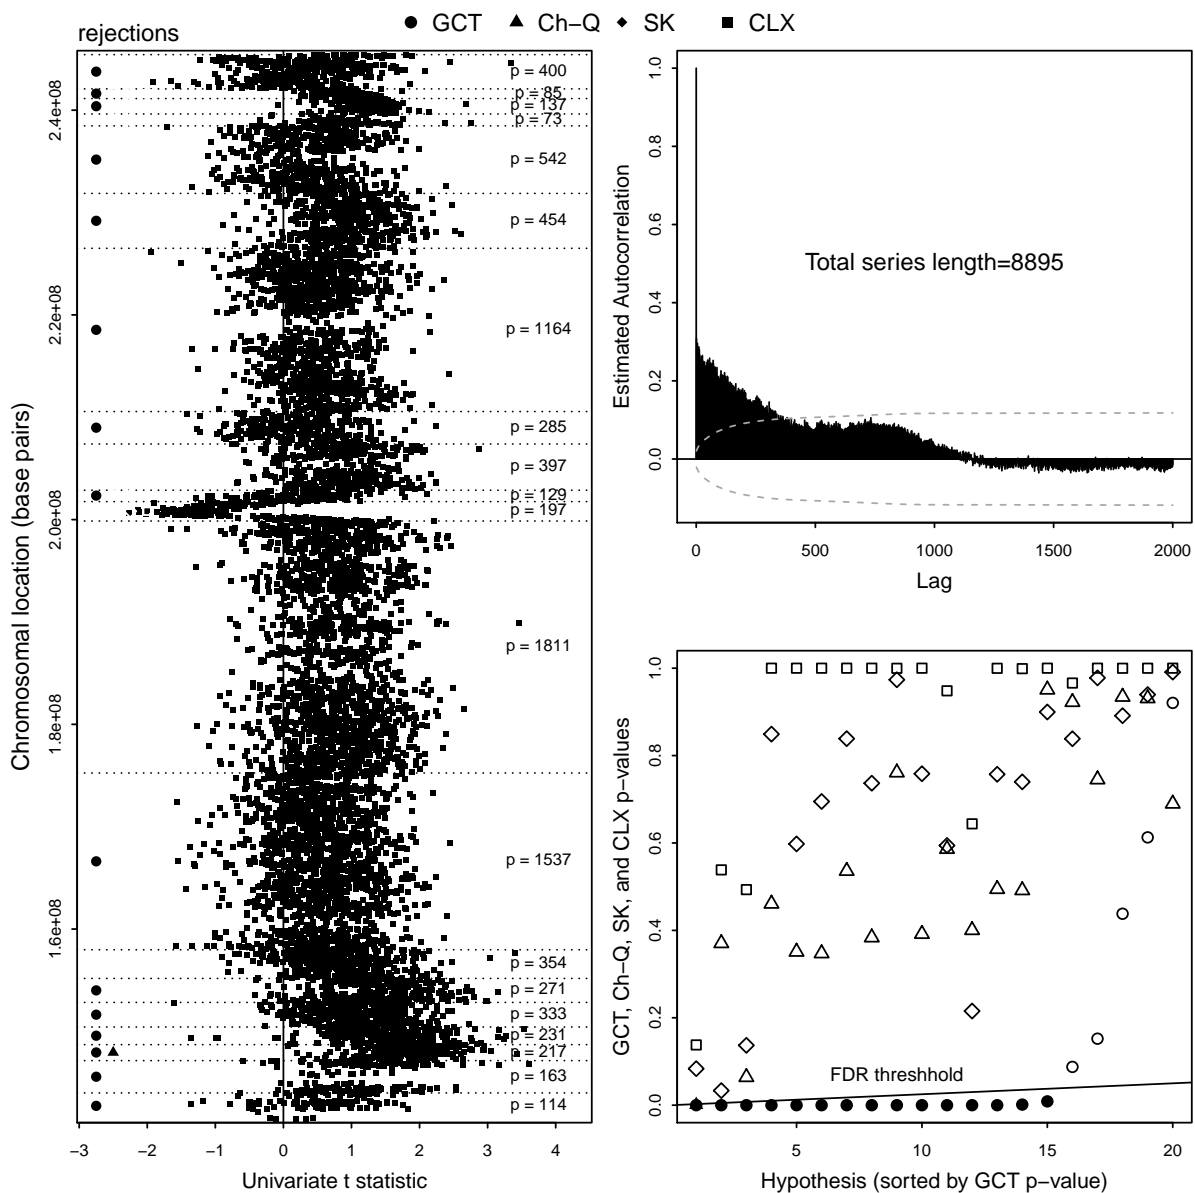 GCT Ch−Q SK CLX
rejections
p = 400
p = 85
p = 137
p = 73
p = 542
p = 454
p = 1164
p = 285
p = 397
p = 129
p = 197
p = 1811
p = 1537
p = 354
p = 271
p = 333
p = 231
p = 217
p = 163
p = 114
Chromosomal location (base pairs)
2.4e+08
2.2e+08
2.0e+08
1.8e+08
1.6e+08
−3 −2 −1 0 1 2 3 4
Univariate t statistic
Estimated Autocorrelation
1.0
0.8
0.6
0.4
0.2
0.0
Total series length=8895
0 500 1000 1500 2000
Lag
GCT, Ch−Q, SK, and CLX p−values
1.0
0.8
0.6
0.4
0.2
0.0
FDR threshhold
5 10 15 20
Hypothesis (sorted by GCT p−value)